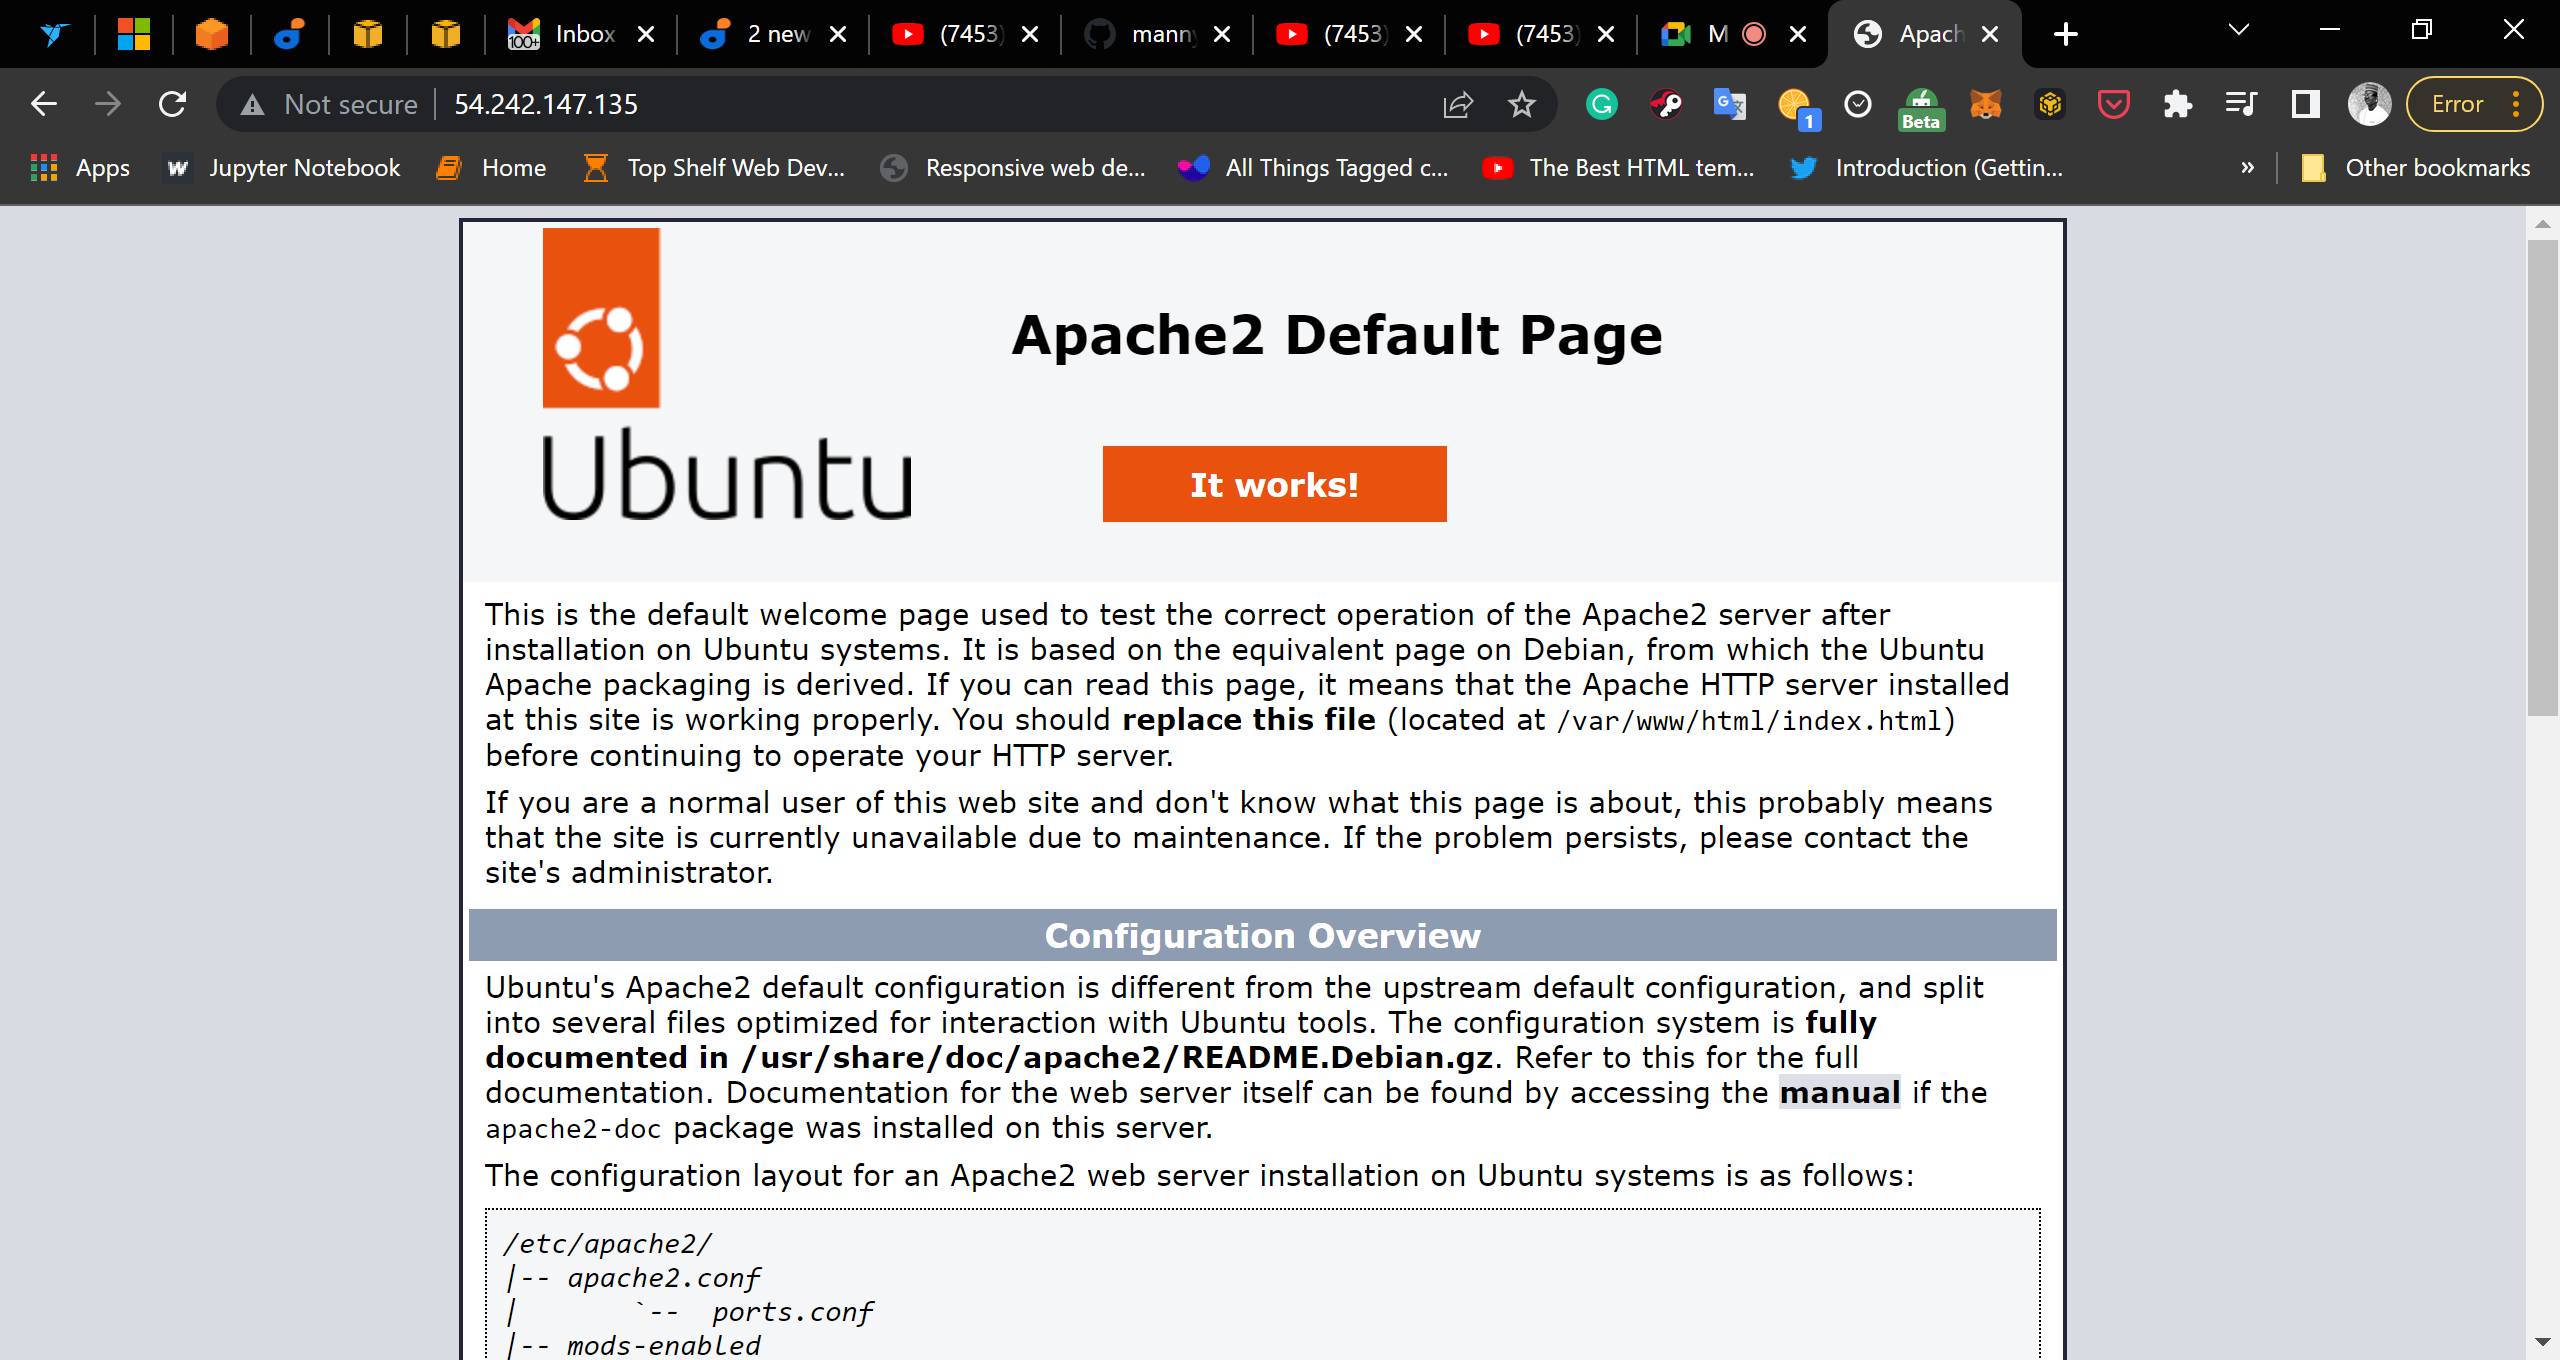 100+ Inbox 2 new (7453) mann (7453) (7453) M Apach
Not secure 54.242.147.135 1 Beta Error
Apps Jupyter Notebook Home Top Shelf Web Dev... Responsive web de... All Things Tagged c... The Best HTML tem... Introduction (Gettin... » Other bookmarks
Apache2 Default Page
Ubuntu
It works!
This is the default welcome page used to test the correct operation of the Apache2 server after
installation on Ubuntu systems. It is based on the equivalent page on Debian, from which the Ubuntu
Apache packaging is derived. If you can read this page, it means that the Apache HTTP server installed
at this site is working properly. You should replace this file (located at /var/www/html/index.html)
before continuing to operate your HTTP server.
If you are a normal user of this web site and don't know what this page is about, this probably means
that the site is currently unavailable due to maintenance. If the problem persists, please contact the
site's administrator.
Configuration Overview
Ubuntu's Apache2 default configuration is different from the upstream default configuration, and split
into several files optimized for interaction with Ubuntu tools. The configuration system is fully
documented in /usr/share/doc/apache2/README.Debian.gz. Refer to this for the full
documentation. Documentation for the web server itself can be found by accessing the manual if the
apache2-doc package was installed on this server.
The configuration layout for an Apache2 web server installation on Ubuntu systems is as follows:
/etc/apache2/
|-- apache2.conf
|       `--  ports.conf
|-- mods-enabled